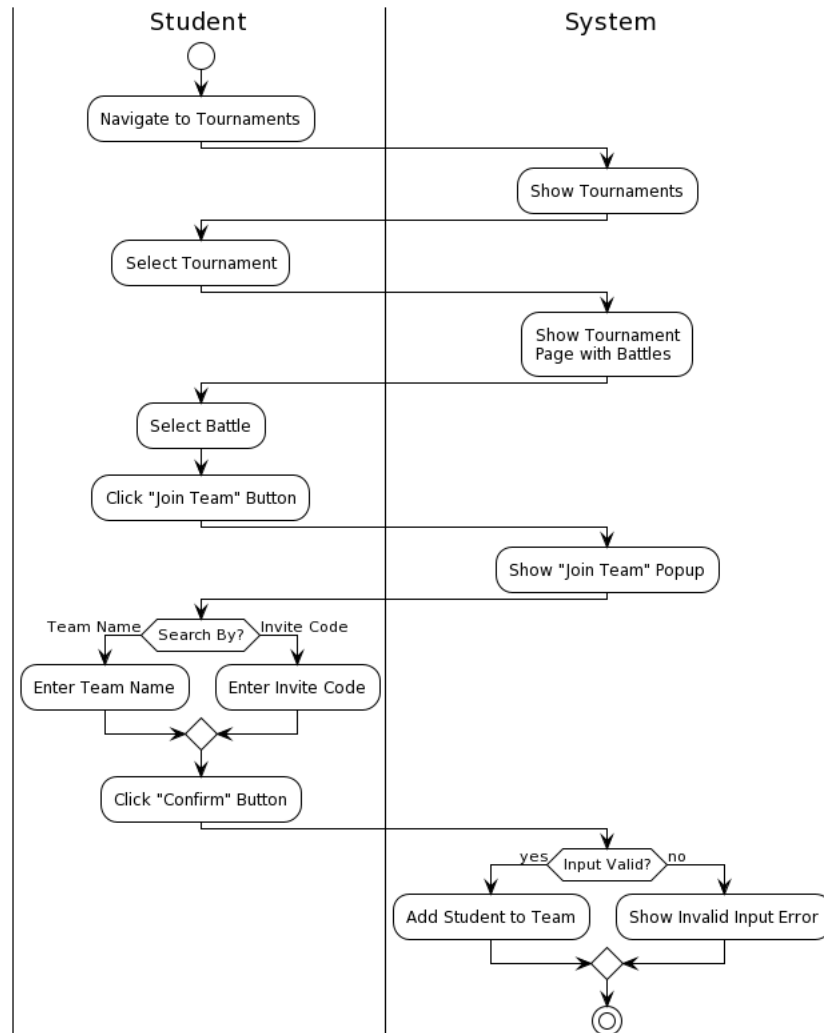 Student
System
Navigate to Tournaments
Show Tournaments
Select Tournament
Show Tournament
Page with Battles
Select Battle
Click "Join Team" Button
Show "Join Team" Popup
Team Name
Search By?
Invite Code
Enter Team Name
Enter Invite Code
Click "Confirm" Button
yes
Input Valid?
no
Add Student to Team
Show Invalid Input Error